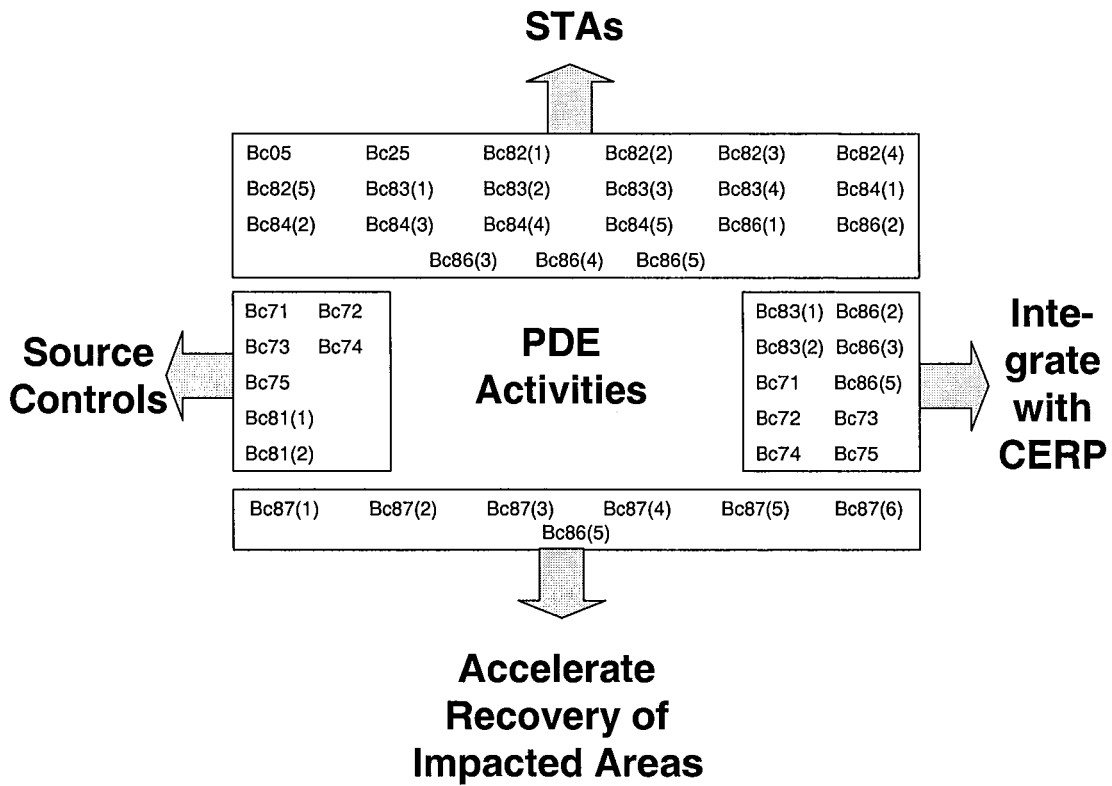 STAs
Bc05 Bc25 Bc82(1) Bc82(2) Bc82(3) Bc82(4)
Bc82(5) Bc83(1) Bc83(2) Bc83(3) Bc83(4) Bc84(1)
Bc84(2) Bc84(3) Bc84(4) Bc84(5) Bc86(1) Bc86(2)
Bc86(3) Bc86(4) Bc86(5)
Source
Controls
Bc71 Bc72
Bc73 Bc74
Bc75
Bc81(1)
Bc81(2)
PDE
Activities
Bc83(1) Bc86(2)
Bc83(2) Bc86(3)
Bc71 Bc86(5)
Bc72 Bc73
Bc74 Bc75
Inte-
grate
with
CERP
Bc87(1) Bc87(2) Bc87(3) Bc87(4) Bc87(5) Bc87(6)
Bc86(5)
Accelerate
Recovery of
Impacted Areas